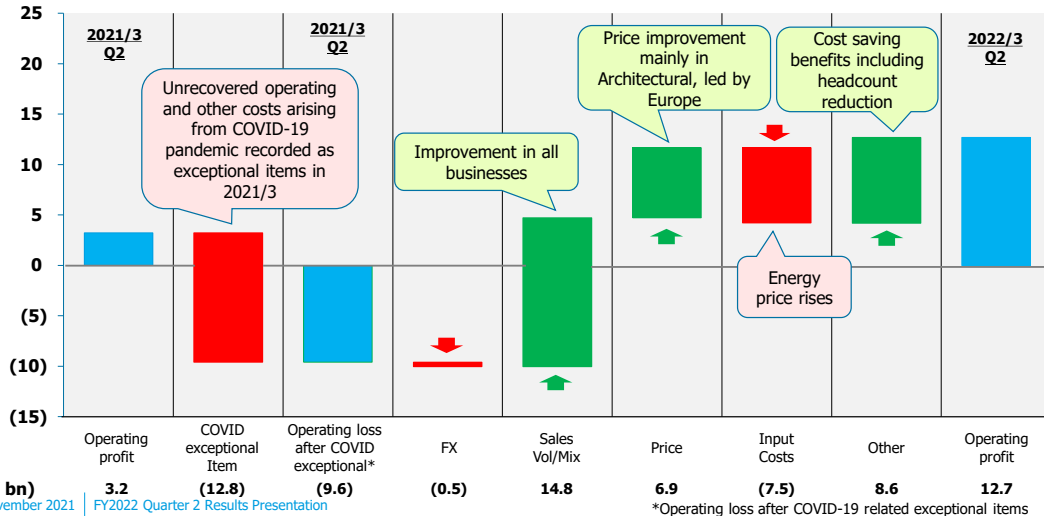 25
20
15
10
5
0
(5)
(10)
(15)
2021/3
Q2
2021/3
Q2
2022/3
Q2
Unrecovered operating
and other costs arising
from COVID-19
pandemic recorded as
exceptional items in
2021/3
Improvement in all
businesses
Price improvement
mainly in
Architectural, led by
Europe
Energy
price rises
Cost saving
benefits including
headcount
reduction
Operating
profit
COVID
exceptional
Item
Operating loss
after COVID
exceptional*
FX
Sales
Vol/Mix
Price
Input
Costs
Other
Operating
profit
bn) 3.2 (12.8) (9.6) (0.5) 14.8 6.9 (7.5) 8.6 12.7
2021 FY2022 Quarter 2 Results Presentation
*Operating loss after COVID-19 related exceptional items